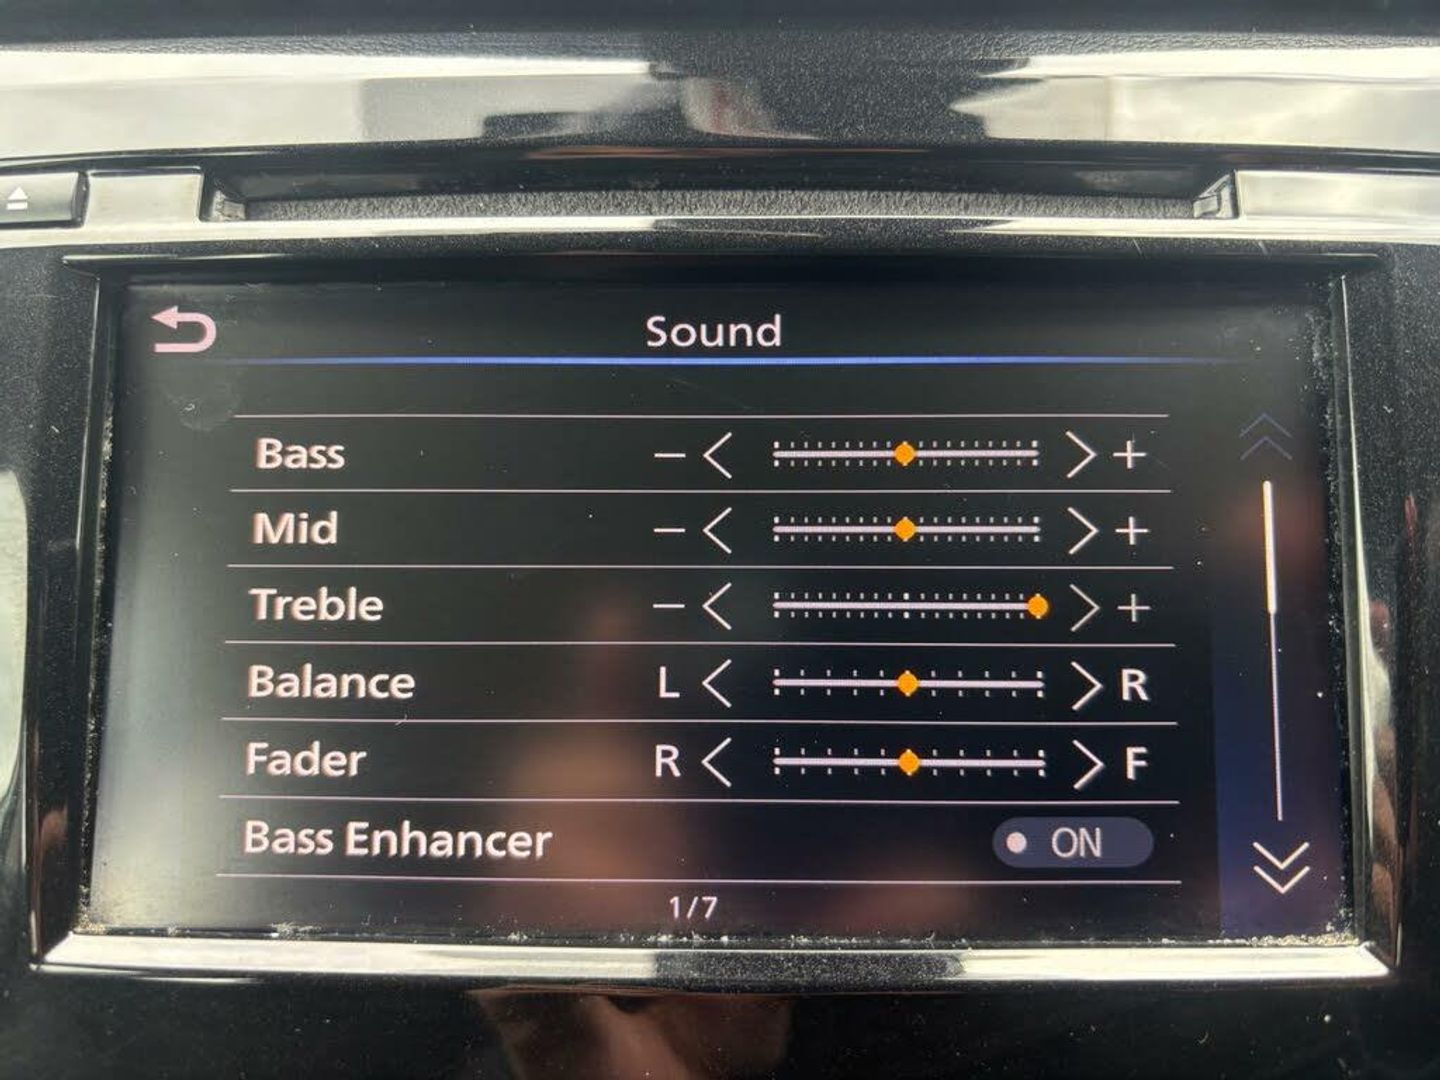 Sound
Bass - < > +
Mid - < > +
Treble - < > +
Balance L < > R
Fader R < > F
Bass Enhancer ON
1/7